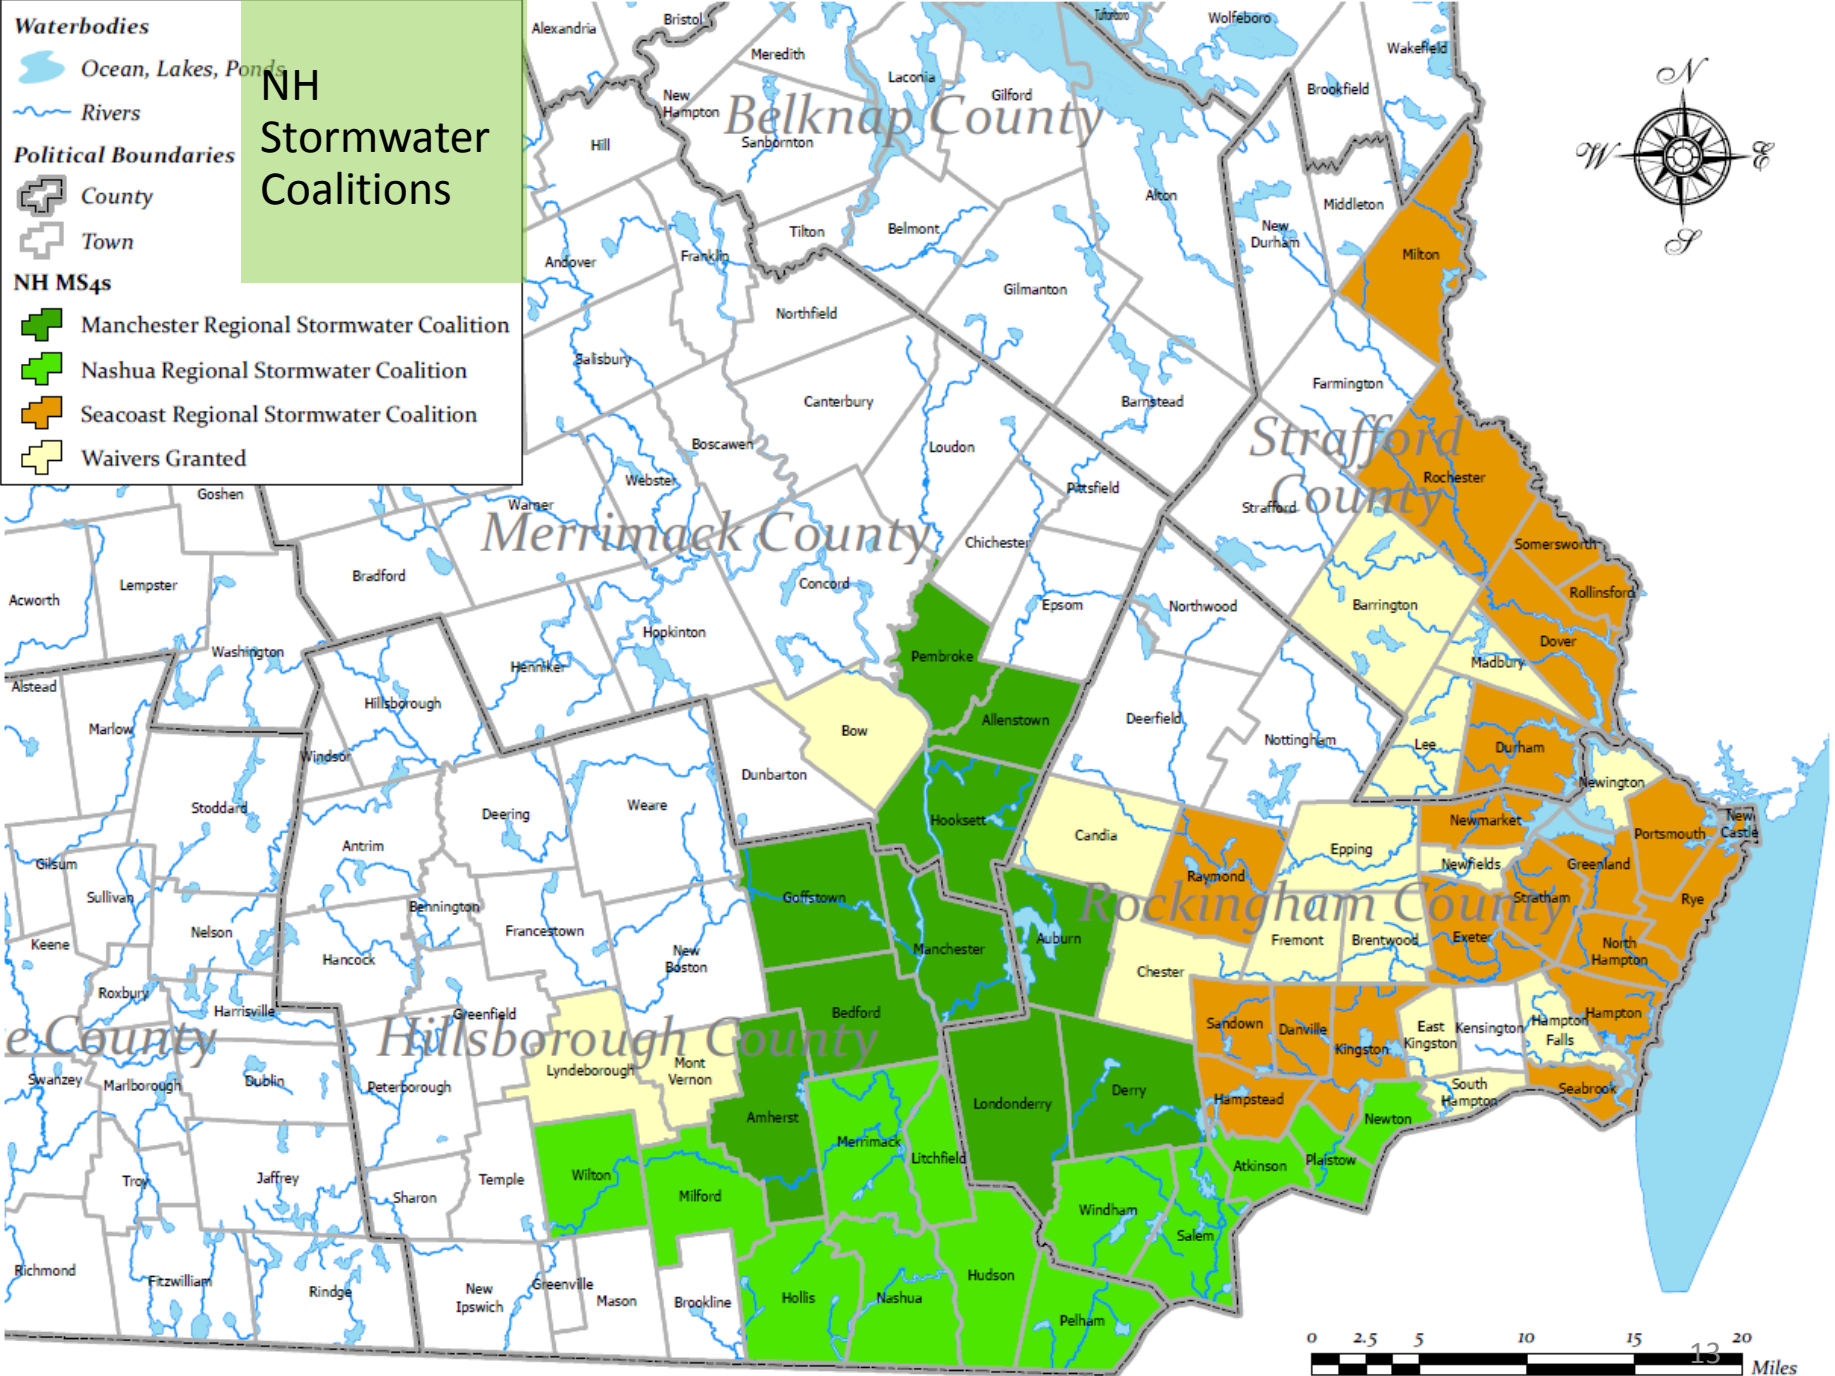 Waterbodies
Ocean, Lakes, Ponds
Rivers
Political Boundaries
County
Town
NH MS4s
Manchester Regional Stormwater Coalition
Nashua Regional Stormwater Coalition
Seacoast Regional Stormwater Coalition
Waivers Granted
NH
Stormwater
Coalitions
N
W
E
S
Alexandria
Bristol
Meredith
Tuftonboro
Wolfeboro
Wakefield
Laconia
Gilford
Brookfield
New
Hampton
Belknap County
Sanbornton
Hill
Alton
Middleton
New
Durham
Tilton
Belmont
Milton
Andover
Franklin
Gilmanton
Northfield
Salisbury
Farmington
Canterbury
Barnstead
Boscawen
Loudon
Strafford
County
Webster
Rochester
Pittsfield
Goshen
Warner
Strafford
Merrimack County
Chichester
Somersworth
Bradford
Concord
Lempster
Acworth
Epsom
Northwood
Barrington
Rollinsford
Hopkinton
Dover
Washington
Henniker
Pembroke
Madbury
Alstead
Hillsborough
Marlow
Bow
Allenstown
Deerfield
Nottingham
Lee
Durham
Windsor
Dunbarton
Newington
Stoddard
Deering
Weare
Hooksett
Candia
Newmarket
Portsmouth
New
Castle
Antrim
Epping
Gilsum
Newfields
Greenland
Raymond
Sullivan
Bennington
Goffstown
Rockingham County
Stratham
Rye
Nelson
Francestown
Keene
Hancock
New
Boston
Manchester
Auburn
Fremont
Brentwood
Exeter
North
Hampton
Chester
Roxbury
Harrisville
Greenfield
Bedford
Sandown
Danville
Kingston
East
Kingston
Kensington
Hampton
Falls
Hampton
e County
Hillsborough County
Lyndeborough
Mont
Vernon
Swanzey
Marlborough
Dublin
Peterborough
Amherst
Londonderry
Derry
Hampstead
South
Hampton
Seabrook
Newton
Merrimack
Litchfield
Atkinson
Plaistow
Troy
Jaffrey
Sharon
Temple
Wilton
Milford
Windham
Salem
Richmond
Fitzwilliam
Rindge
New
Ipswich
Greenville
Mason
Brookline
Hollis
Nashua
Hudson
Pelham
0 2.5 5 10 15 20
13
Miles